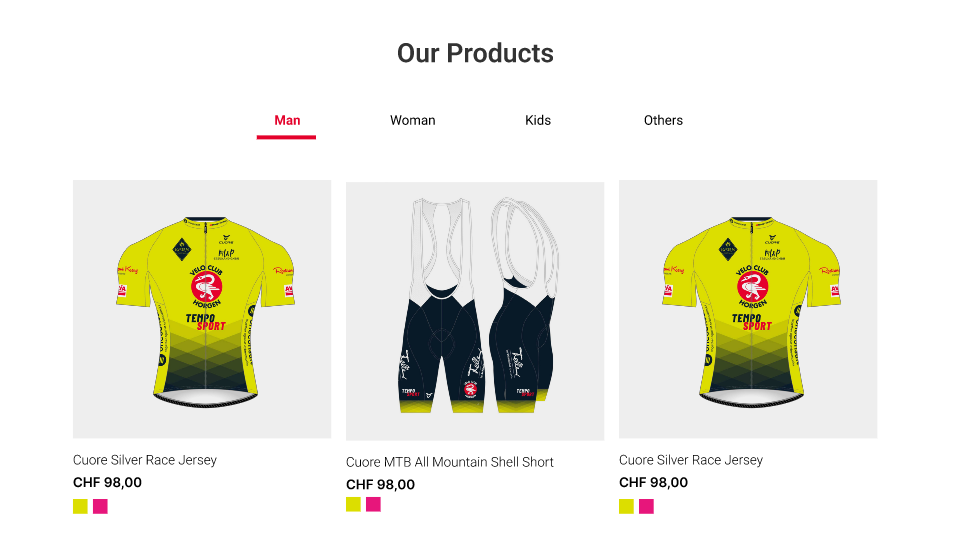 Our Products
Man Woman Kids Others
CUORE
M&P
VELO CLUB
HORGEN
TEMPO
SPORT
TEMPO
SPORT
CUORE
M&P
VELO CLUB
HORGEN
TEMPO
SPORT
Cuore Silver Race Jersey
CHF 98,00
Cuore MTB All Mountain Shell Short
CHF 98,00
Cuore Silver Race Jersey
CHF 98,00